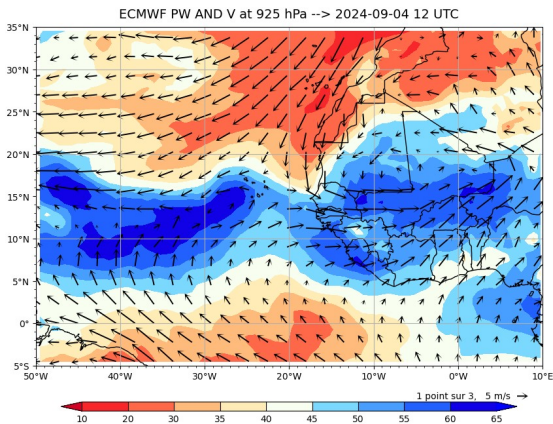 ECMWF PW AND V at 925 hPa --> 2024-09-04 12 UTC
35°N
30°N
25°N
20°N
15°N
10°N
5°N
0°
5°S
50°W 40°W 30°W 20°W 10°W 0°W 10°E
1 point sur 3, 5 m/s
10 20 30 35 40 45 50 55 60 65